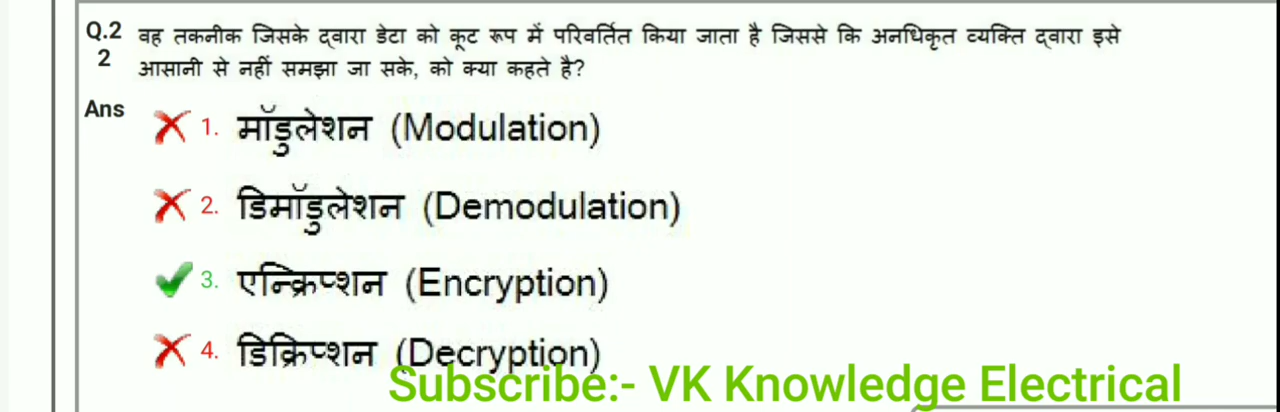 Q.2 वह तकनीक जिसके द्वारा डेटा को कूट रूप में परिवर्तित किया जाता है जिससे कि अनधिकृत व्यक्ति द्वारा इसे
2 आसानी से नहीं समझा जा सके, को क्या कहते है?
Ans
1. मॉडुलेशन (Modulation)
2. डिमॉडुलेशन (Demodulation)
3. एन्क्रिप्शन (Encryption)
4. डिक्रिप्शन (Decryption)
Subscribe:- VK Knowledge Electrical